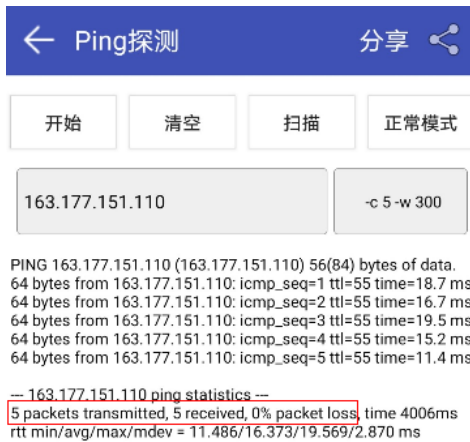 Ping探测
分享
开始
清空
扫描
正常模式
163.177.151.110
-c 5 -w 300
PING 163.177.151.110 (163.177.151.110) 56(84) bytes of data.
64 bytes from 163.177.151.110: icmp_seq=1 ttl=55 time=18.7 ms
64 bytes from 163.177.151.110: icmp_seq=2 ttl=55 time=16.7 ms
64 bytes from 163.177.151.110: icmp_seq=3 ttl=55 time=19.5 ms
64 bytes from 163.177.151.110: icmp_seq=4 ttl=55 time=15.2 ms
64 bytes from 163.177.151.110: icmp_seq=5 ttl=55 time=11.4 ms
--- 163.177.151.110 ping statistics ---
5 packets transmitted, 5 received, 0% packet loss, time 4006ms
rtt min/avg/max/mdev = 11.486/16.373/19.569/2.870 ms